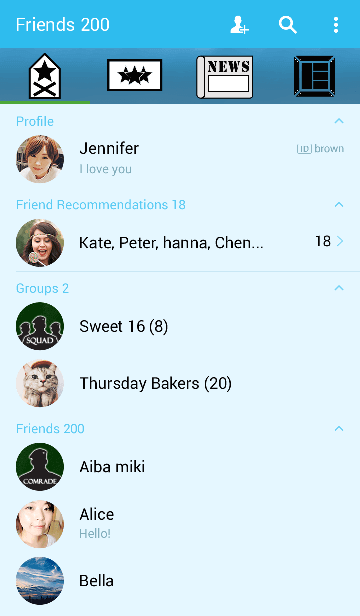 Friends 200
NEWS
Profile
Jennifer
I love you
ID brown
Friend Recommendations 18
Kate, Peter, hanna, Chen...
18
Groups 2
SQUAD
Sweet 16 (8)
Thursday Bakers (20)
Friends 200
COMRADE
Aiba miki
Alice
Hello!
Bella